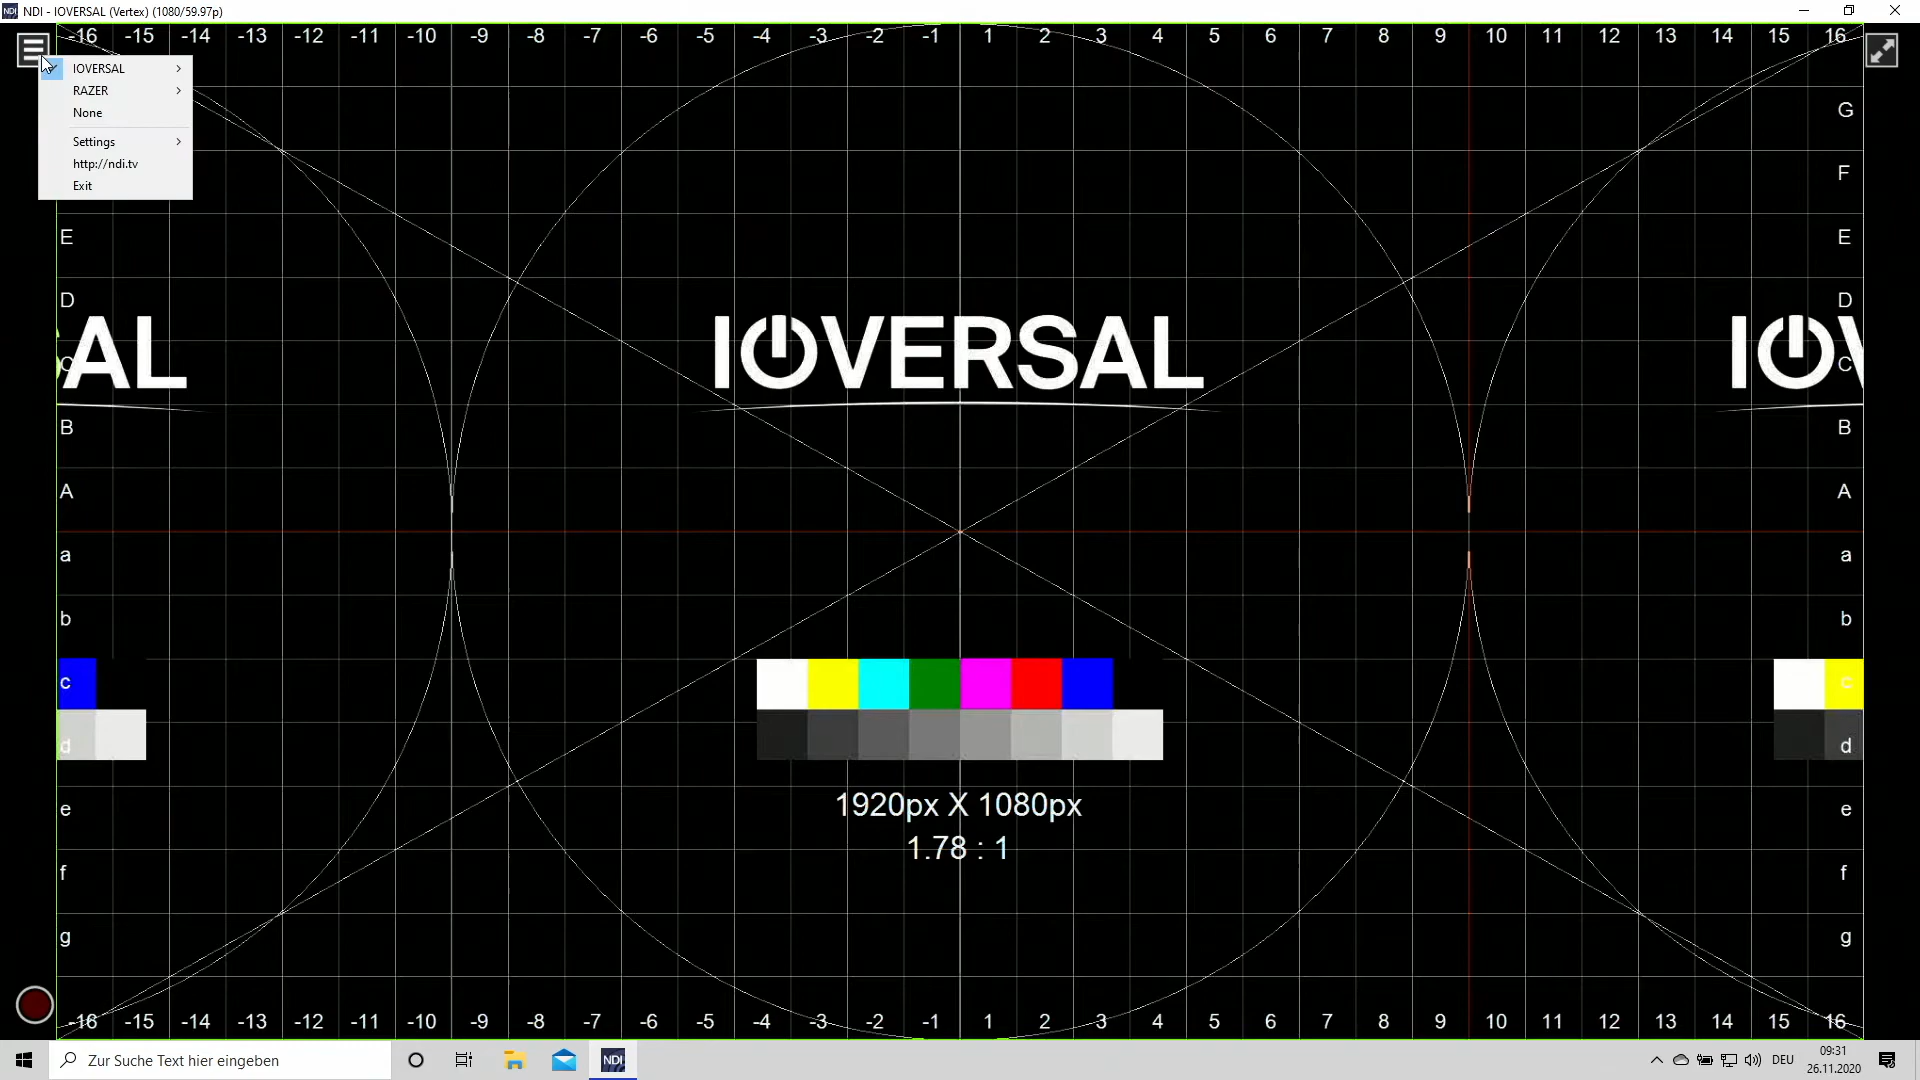 NDI - IOVERSAL (Vertex) (1080/59.97p)
-16 -15 -14 -13 -12 -11 -10 -9 -8 -7 -6 -5 -4 -3 -2 -1 1 2 3 4 5 6 7 8 9 10 11 12 13 14 15 16
IOVERSAL
RAZER
None
Settings
http://ndi.tv
Exit
G
F
E E
D D
AL IOVERSAL IOV
C C
B B
A A
a a
b b
c c
d d
1920px X 1080px
e e
1.78 : 1
f f
g g
-16 -15 -14 -13 -12 -11 -10 -9 -8 -7 -6 -5 -4 -3 -2 -1 1 2 3 4 5 6 7 8 9 10 11 12 13 14 15 16
Zur Suche Text hier eingeben
NDI
DEU
09:31
26.11.2020